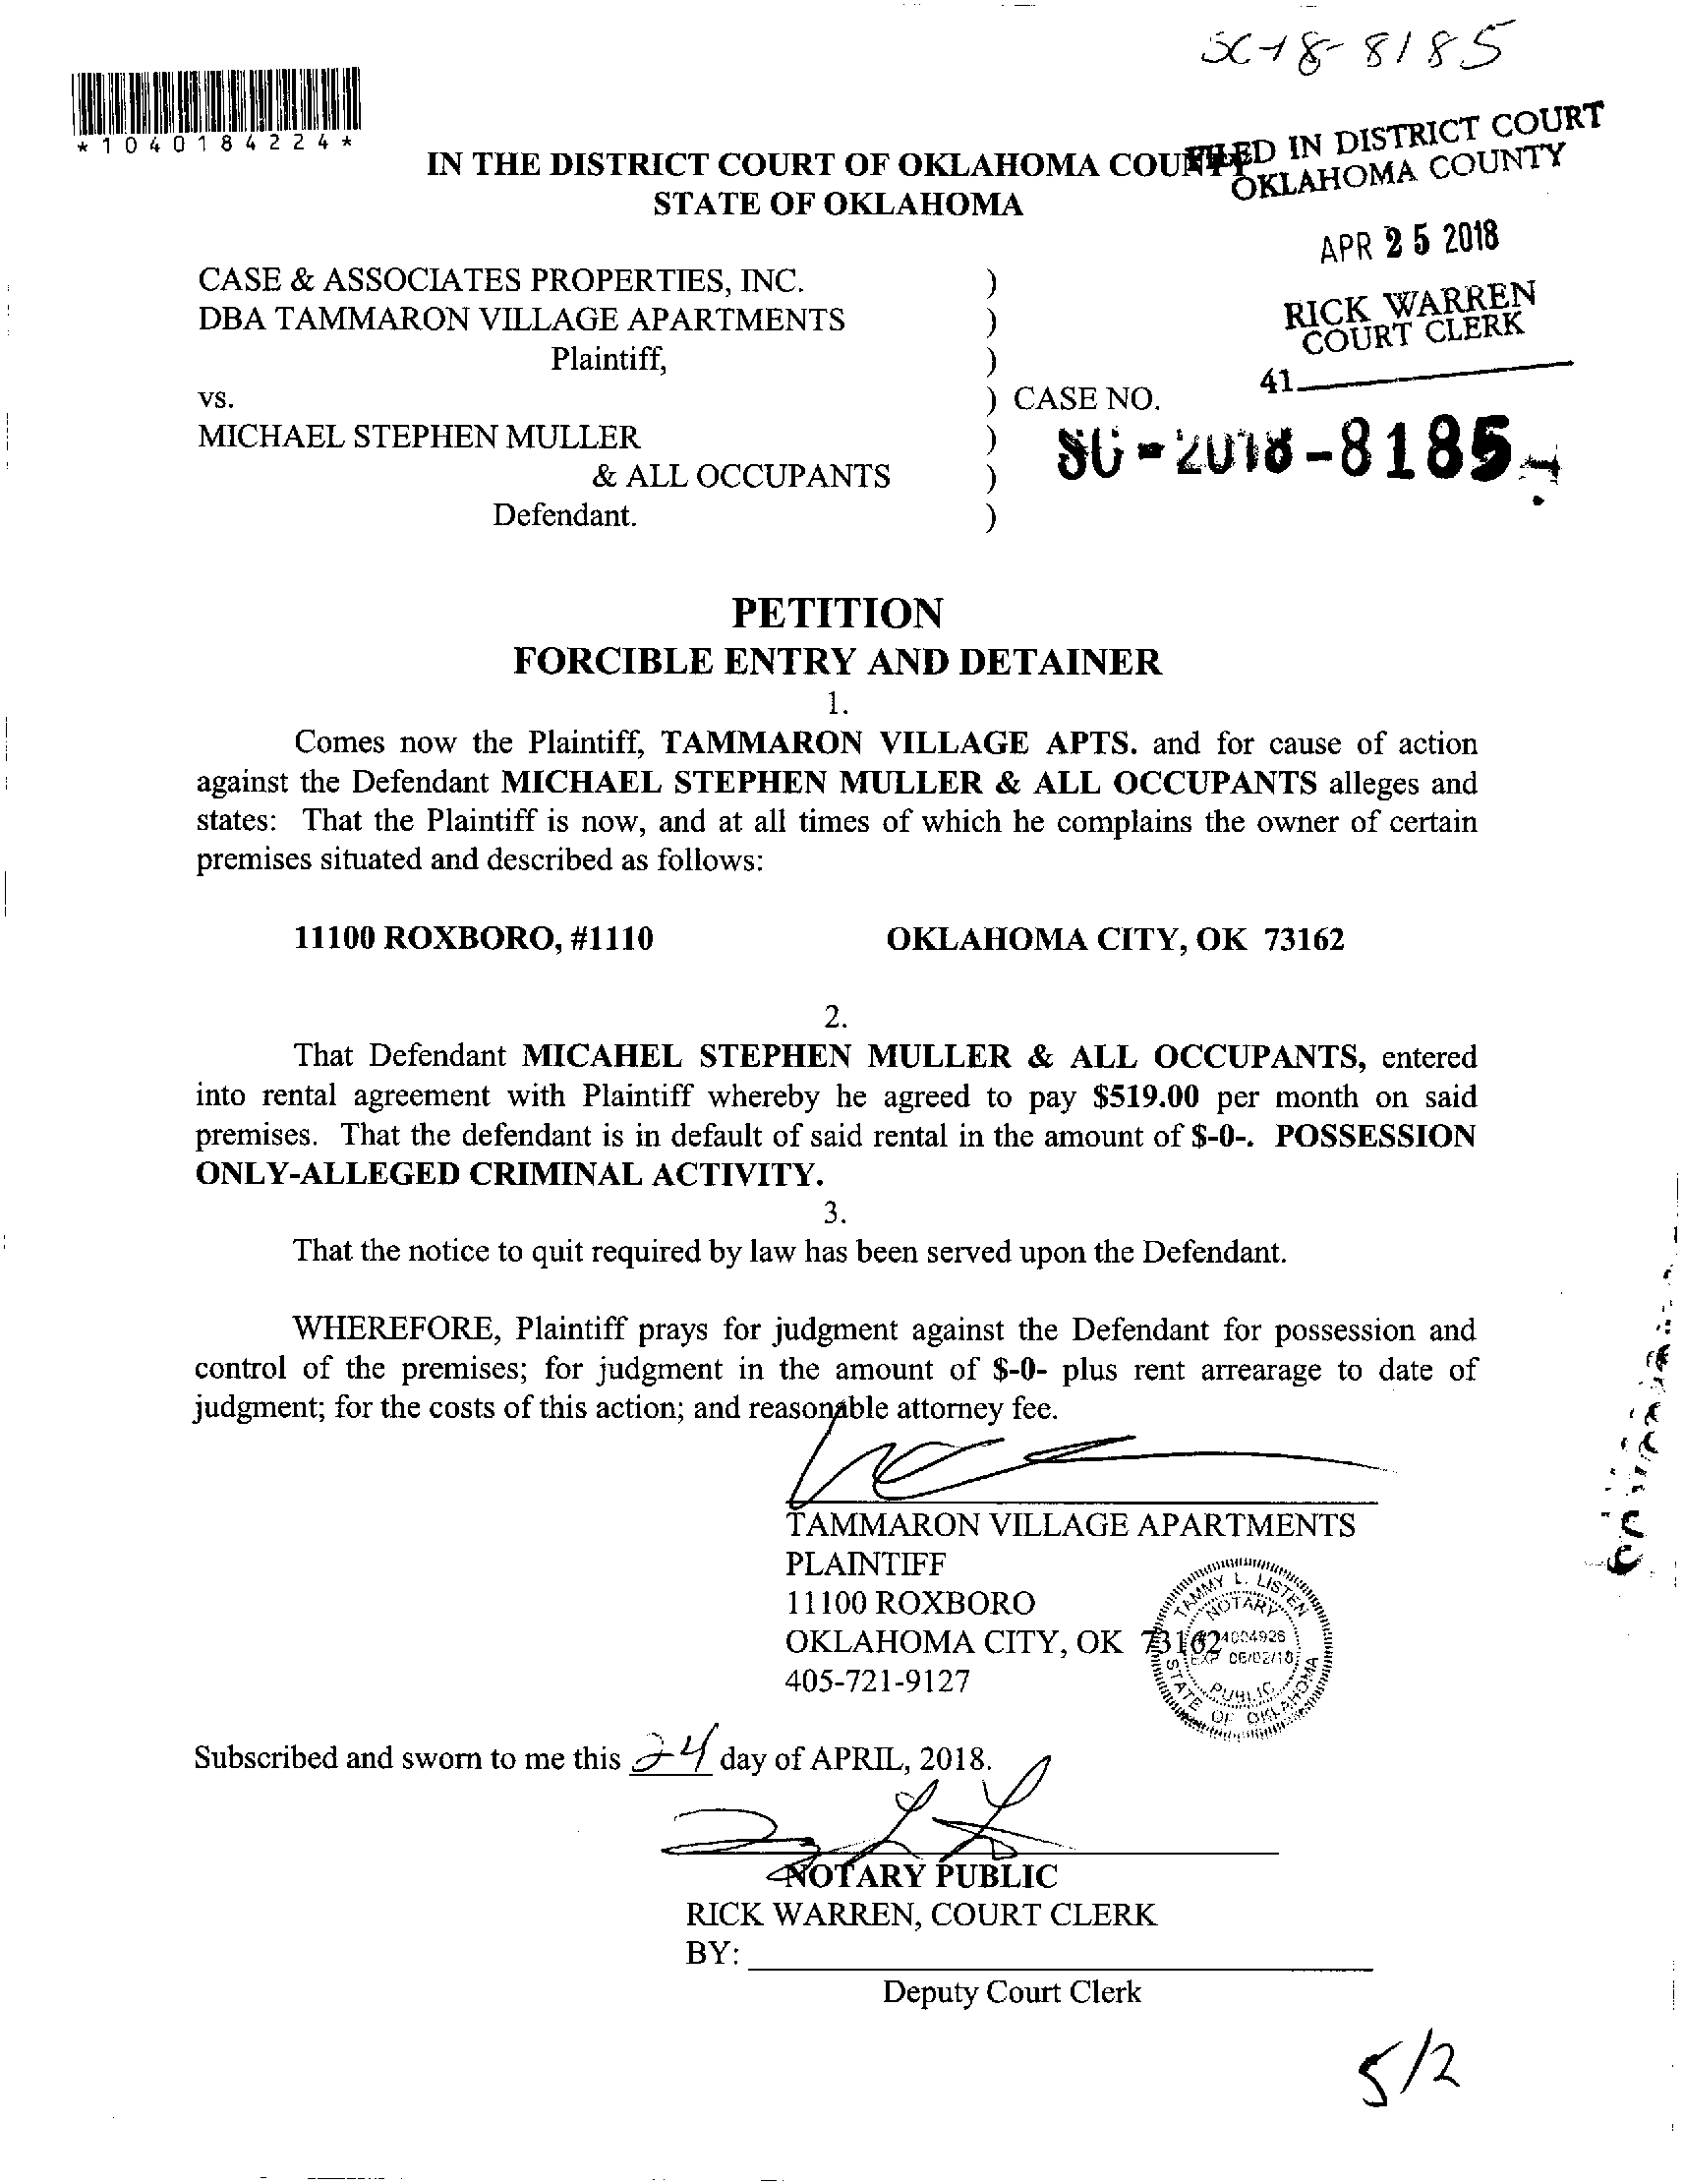 SC-18-8185
*1040184224*
FILED IN DISTRICT COURT
OKLAHOMA COUNTY
IN THE DISTRICT COURT OF OKLAHOMA COUNTY
STATE OF OKLAHOMA
APR 25 2018
RICK WARREN
COURT CLERK
41
CASE & ASSOCIATES PROPERTIES, INC. )
DBA TAMMARON VILLAGE APARTMENTS )
Plaintiff, )
vs. ) CASE NO.
MICHAEL STEPHEN MULLER ) SC-2018-8185
& ALL OCCUPANTS )
Defendant. )
PETITION
FORCIBLE ENTRY AND DETAINER
1.
Comes now the Plaintiff, TAMMARON VILLAGE APTS. and for cause of action
against the Defendant MICHAEL STEPHEN MULLER & ALL OCCUPANTS alleges and
states: That the Plaintiff is now, and at all times of which he complains the owner of certain
premises situated and described as follows:
11100 ROXBORO, #1110 OKLAHOMA CITY, OK 73162
2.
That Defendant MICAHEL STEPHEN MULLER & ALL OCCUPANTS, entered
into rental agreement with Plaintiff whereby he agreed to pay $519.00 per month on said
premises. That the defendant is in default of said rental in the amount of $-0-. POSSESSION
ONLY-ALLEGED CRIMINAL ACTIVITY.
3.
That the notice to quit required by law has been served upon the Defendant.
WHEREFORE, Plaintiff prays for judgment against the Defendant for possession and
control of the premises; for judgment in the amount of $-0- plus rent arrearage to date of
judgment; for the costs of this action; and reasonable attorney fee.
TAMMARON VILLAGE APARTMENTS
PLAINTIFF
11100 ROXBORO
OKLAHOMA CITY, OK 73162
405-721-9127
TAMMY L. LISTEN
NOTARY
EXP 06/02/18
PUBLIC
STATE OF OKLAHOMA
Subscribed and sworn to me this 24 day of APRIL, 2018.
NOTARY PUBLIC
RICK WARREN, COURT CLERK
BY:
Deputy Court Clerk
5/2